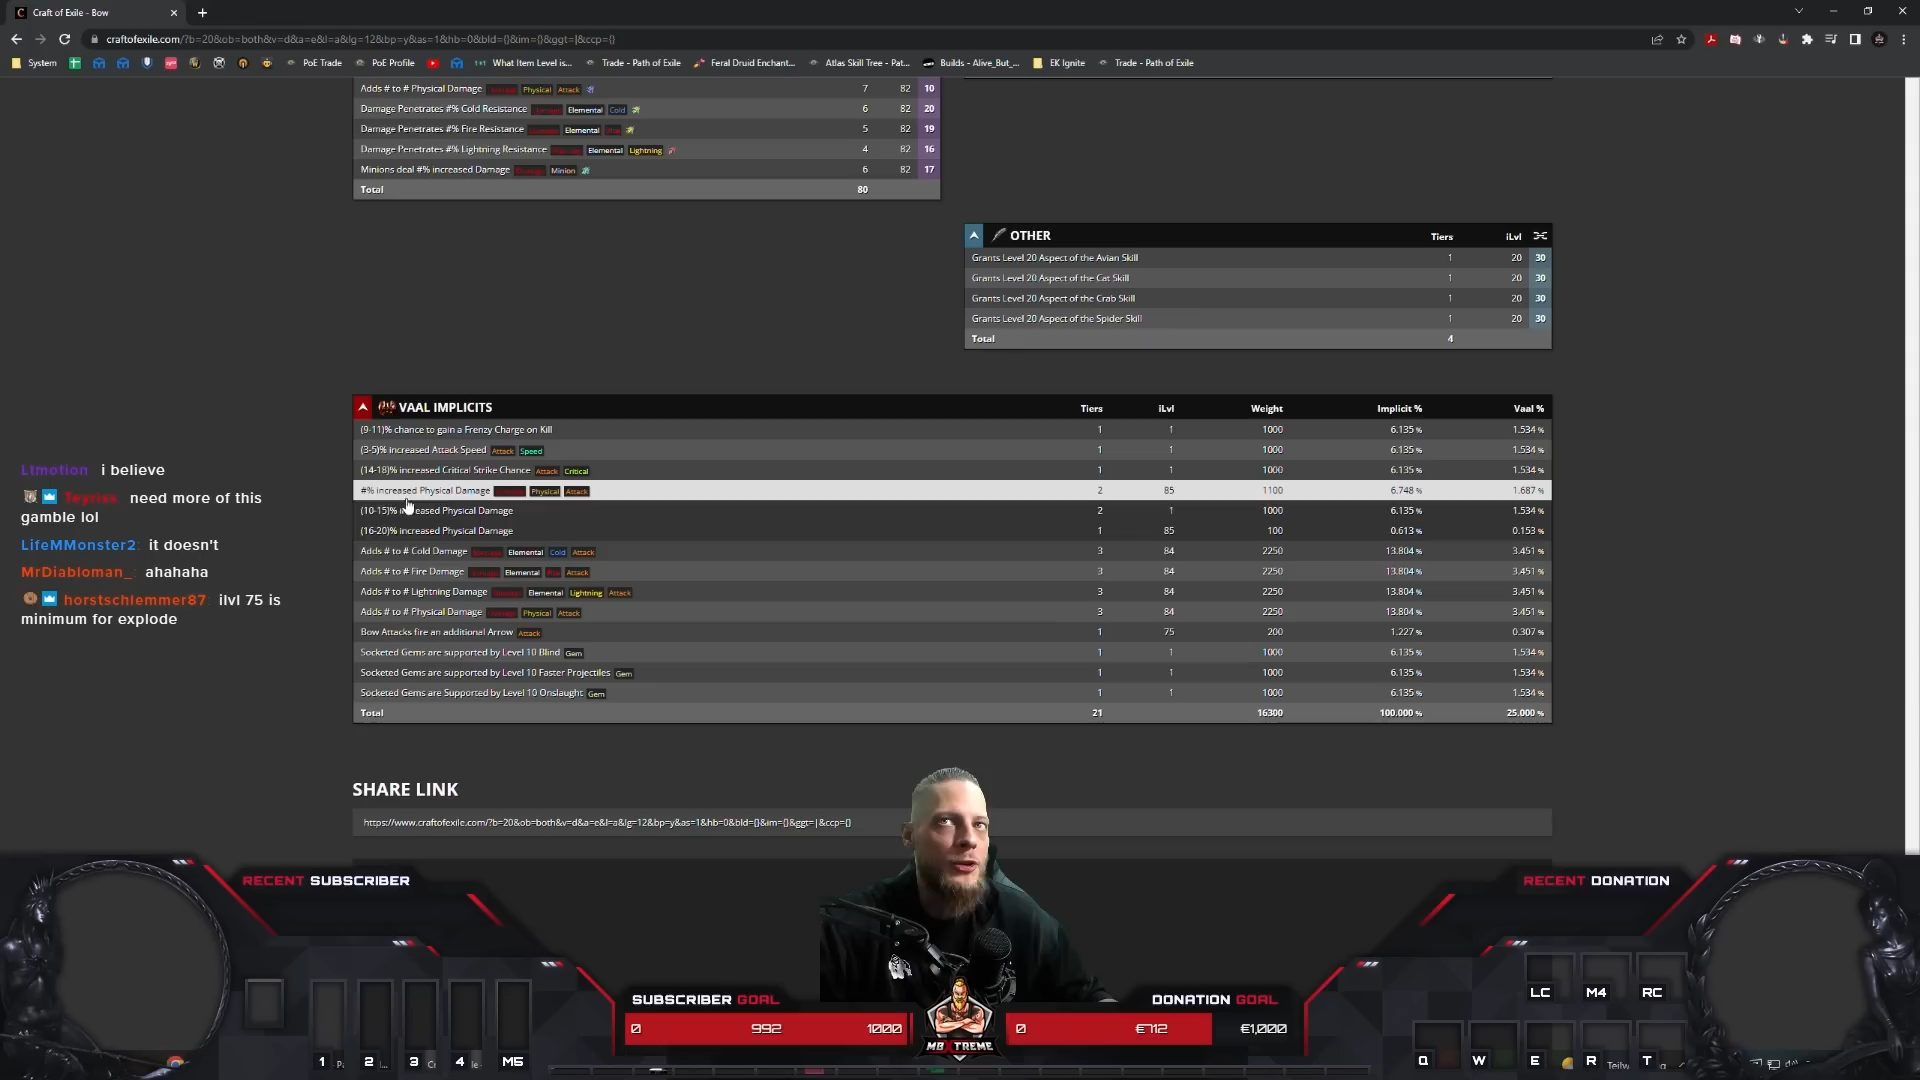 Craft of Exile - Bow
craftofexile.com/?b=20&ob=both&v=d&a=e&l=a&lg=12&bp=y&as=1&hb=0&bld={}&im={}&ggt=|&ccp={}
System PoE Trade PoE Profile What Item Level is... Trade - Path of Exile Feral Druid Enchant... Atlas Skill Tree - Pat... Builds - Alive_But_... EK Ignite Trade - Path of Exile
Adds # to # Physical Damage Physical Attack 7 82 10
Damage Penetrates #% Cold Resistance Elemental Cold 6 82 20
Damage Penetrates #% Fire Resistance Elemental 5 82 19
Damage Penetrates #% Lightning Resistance Elemental Lightning 4 82 16
Minions deal #% increased Damage Minion 6 82 17
Total 80
OTHER Tiers iLvl
Grants Level 20 Aspect of the Avian Skill 1 20 30
Grants Level 20 Aspect of the Cat Skill 1 20 30
Grants Level 20 Aspect of the Crab Skill 1 20 30
Grants Level 20 Aspect of the Spider Skill 1 20 30
Total 4
VAAL IMPLICITS Tiers iLvl Weight Implicit % Vaal %
(9-11)% chance to gain a Frenzy Charge on Kill 1 1 1000 6.135 % 1.534 %
(3-5)% increased Attack Speed Attack Speed 1 1 1000 6.135 % 1.534 %
(14-18)% increased Critical Strike Chance Attack Critical 1 1 1000 6.135 % 1.534 %
#% increased Physical Damage Physical Attack 2 85 1100 6.748 % 1.687 %
(10-15)% increased Physical Damage 2 1 1000 6.135 % 1.534 %
(16-20)% increased Physical Damage 1 85 100 0.613 % 0.153 %
Adds # to # Cold Damage Elemental Cold Attack 3 84 2250 13.804 % 3.451 %
Adds # to # Fire Damage Elemental Attack 3 84 2250 13.804 % 3.451 %
Adds # to # Lightning Damage Elemental Lightning Attack 3 84 2250 13.804 % 3.451 %
Adds # to # Physical Damage Physical Attack 3 84 2250 13.804 % 3.451 %
Bow Attacks fire an additional Arrow Attack 1 75 200 1.227 % 0.307 %
Socketed Gems are supported by Level 10 Blind Gem 1 1 1000 6.135 % 1.534 %
Socketed Gems are supported by Level 10 Faster Projectiles Gem 1 1 1000 6.135 % 1.534 %
Socketed Gems are Supported by Level 10 Onslaught Gem 1 1 1000 6.135 % 1.534 %
Total 21 16300 100.000 % 25.000 %
Ltmotion i believe
Teyriss need more of this
gamble lol
LifeMMonster2: it doesn't
MrDiabloman_: ahahaha
horstschlemmer87: ilvl 75 is
minimum for explode
SHARE LINK
https://www.craftofexile.com/?b=20&ob=both&v=d&a=e&l=a&lg=12&bp=y&as=1&hb=0&bld={}&im={}&ggt=|&ccp={}
RECENT SUBSCRIBER
RECENT DONATION
SUBSCRIBER GOAL
0 992 1000
DONATION GOAL
0 €712 €1,000
MBXTREME
1 2 3 4 M5
LC M4 RC
Q W E R T